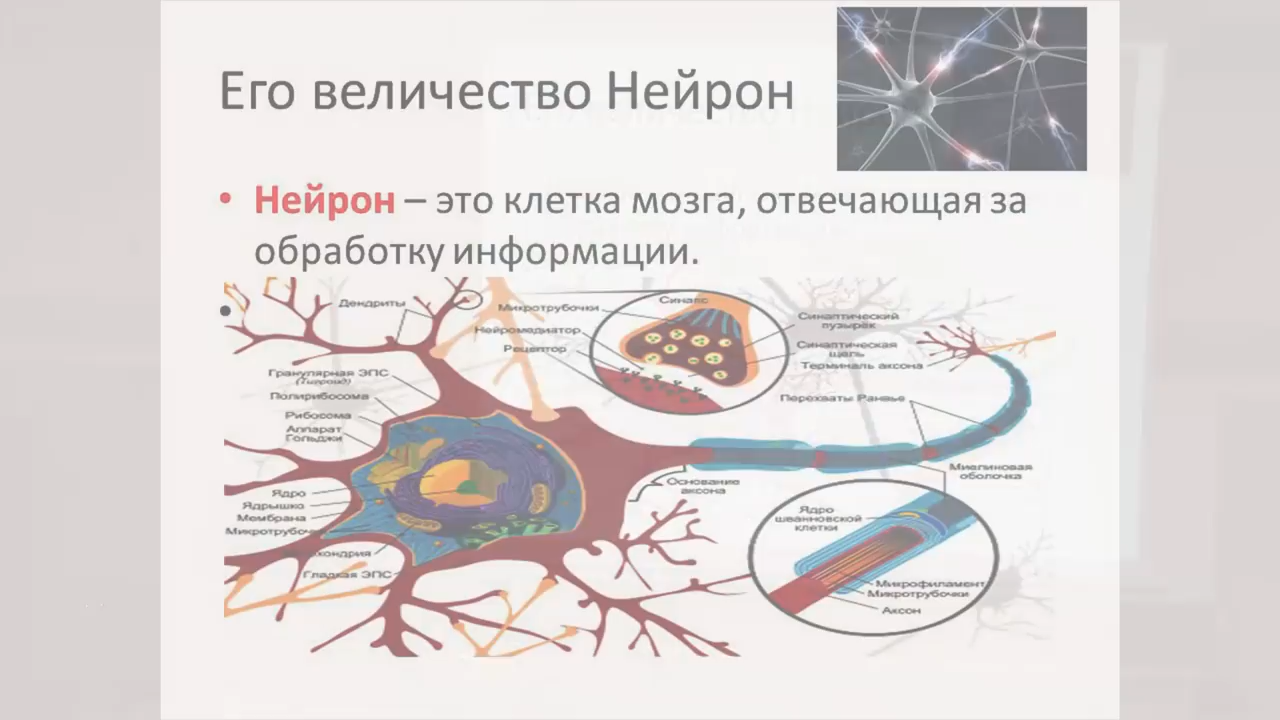 Его величество Нейрон
• Нейрон – это клетка мозга, отвечающая за
обработку информации.
•
Дендриты
Микротрубочки
Синапс
Нейромедиатор
Рецептор
Синаптический
пузырёк
Синаптическая
щель
Терминаль аксона
Гранулярная ЭПС
(Тигроид)
Полирибосома
Рибосома
Аппарат
Гольджи
Перехваты Ранвье
Миелиновая
оболочка
Основание
аксона
Ядро
Ядрышко
Мембрана
Ядро
шванновской
клетки
Гладкая ЭПС
Микрофиламент
Микротрубочки
Аксон